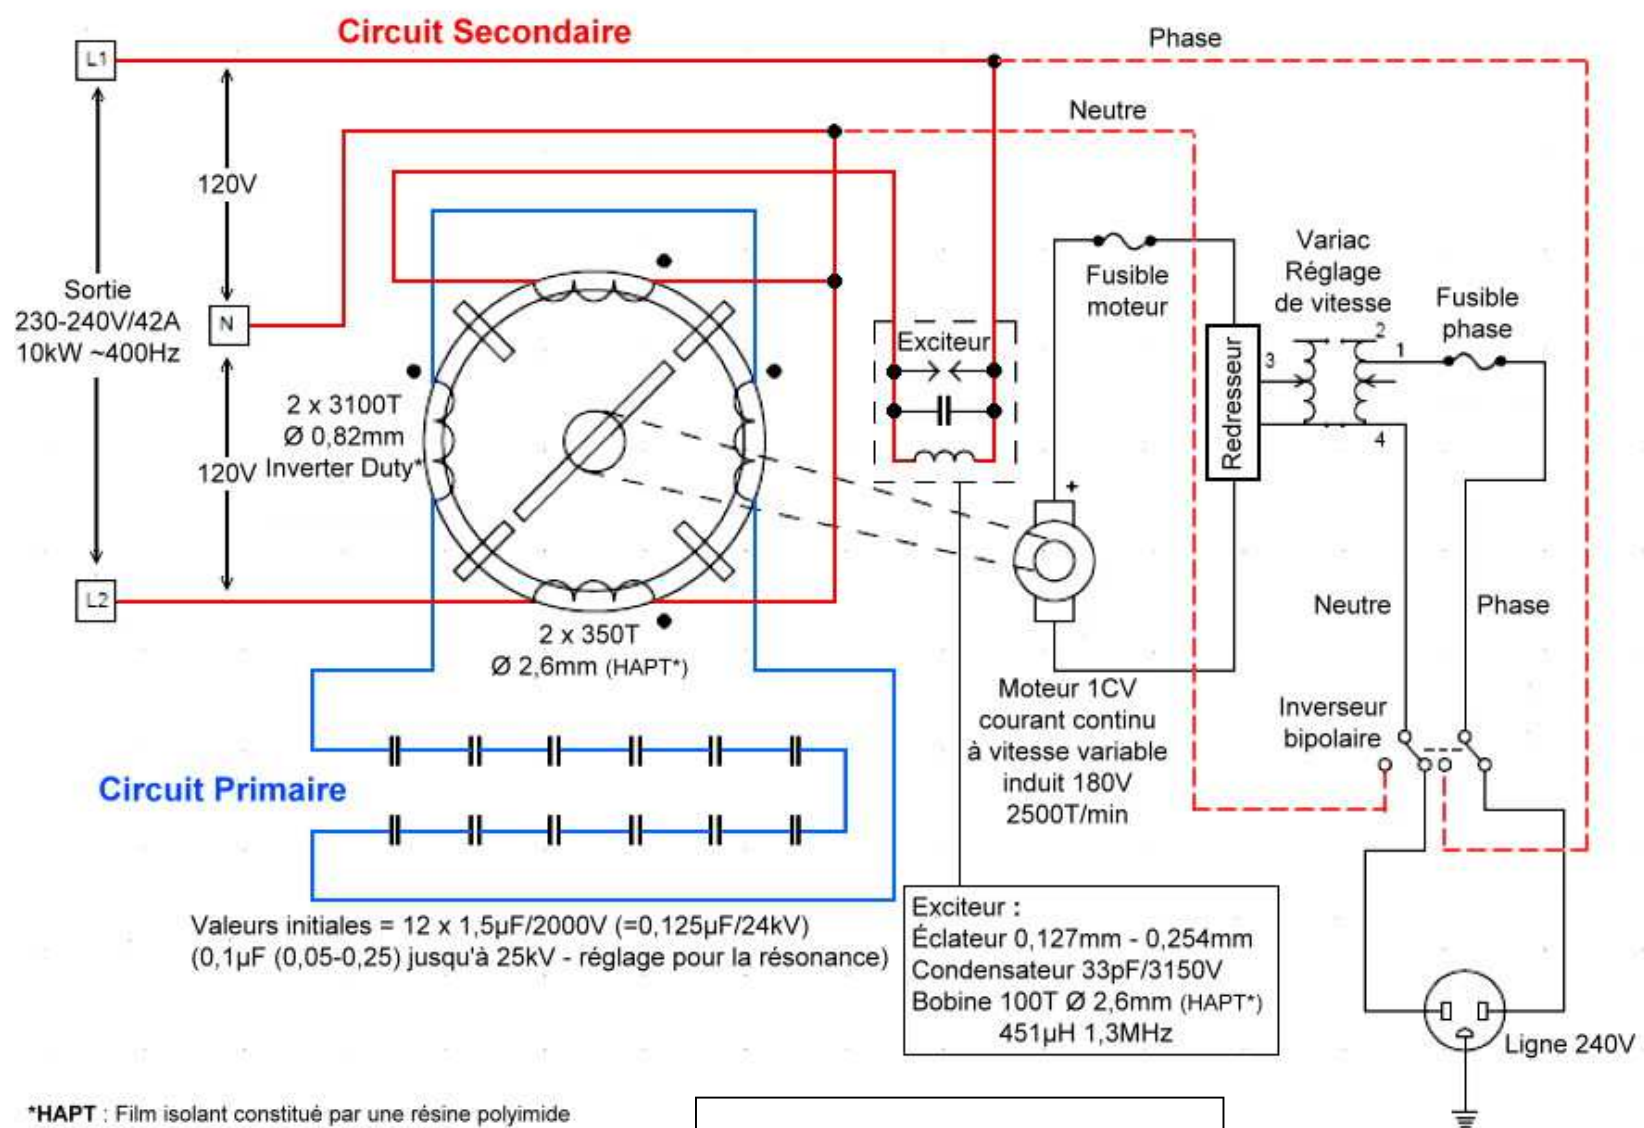 Circuit Secondaire
Phase
L1
Neutre
120V
Sortie
230-240V/42A
10kW ~400Hz
N
2 x 3100T
Ø 0,82mm
Inverter Duty*
120V
L2
2 x 350T
Ø 2,6mm (HAPT*)
Exciteur
Fusible
moteur
Variac
Réglage
de vitesse
Fusible
phase
2
1
3
4
Redresseur
+
Neutre
Phase
Moteur 1CV
courant continu
à vitesse variable
induit 180V
2500T/min
Inverseur
bipolaire
Circuit Primaire
Valeurs initiales = 12 x 1,5µF/2000V (=0,125µF/24kV)
(0,1µF (0,05-0,25) jusqu'à 25kV - réglage pour la résonance)
Exciteur :
Éclateur 0,127mm - 0,254mm
Condensateur 33pF/3150V
Bobine 100T Ø 2,6mm (HAPT*)
451µH 1,3MHz
Ligne 240V
*HAPT : Film isolant constitué par une résine polyimide